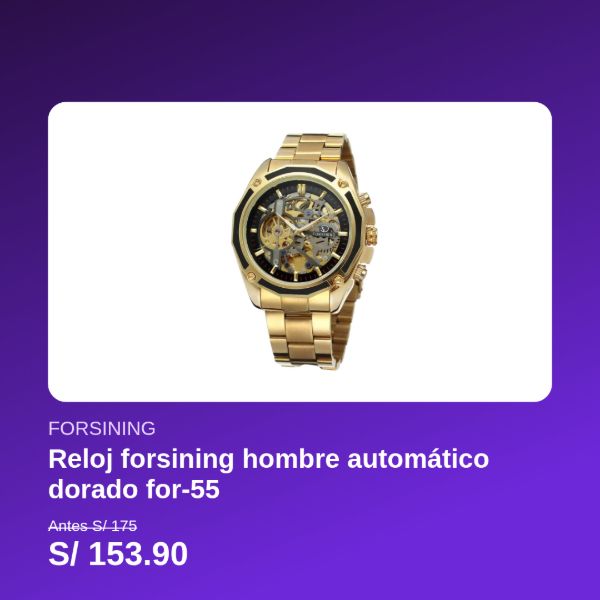 FORSINING
Reloj forsining hombre automático
dorado for-55
Antes S/ 175
S/ 153.90